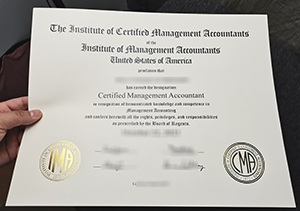 The Institute of Certified Management Accountants
of the
Institute of Management Accountants
United States of America
proclaims that
has earned the designation
Certified Management Accountant
in recognition of demonstrated knowledge and competence in
Management Accounting
and confers herewith all the rights, privileges, and responsibilities
as prescribed by the Board of Regents.
IMA
CMA